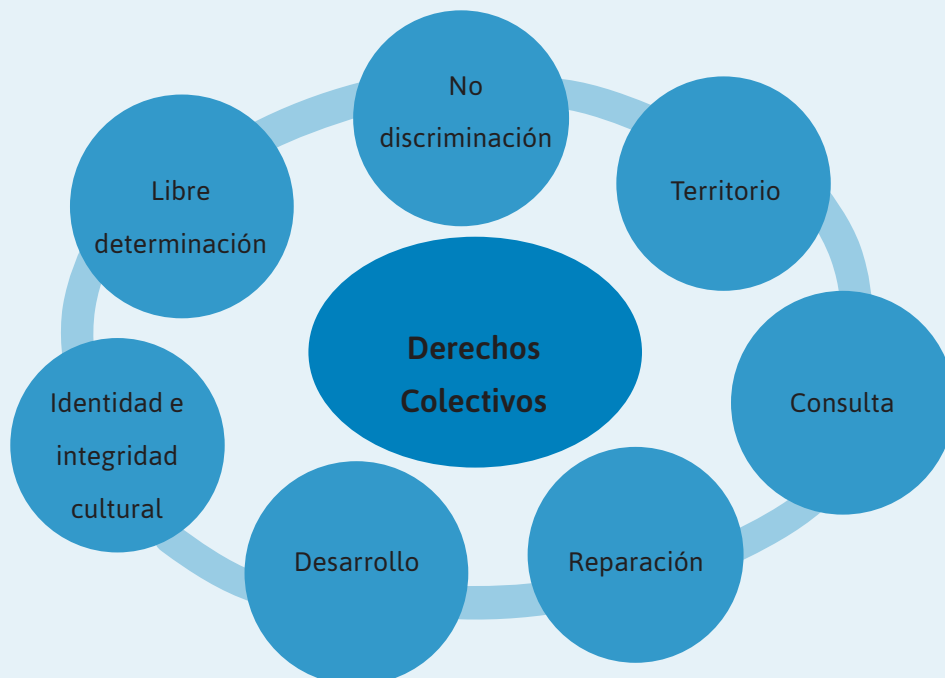 No
discriminación
Libre
determinación
Territorio
Derechos
Colectivos
Identidad e
integridad
cultural
Consulta
Desarrollo
Reparación